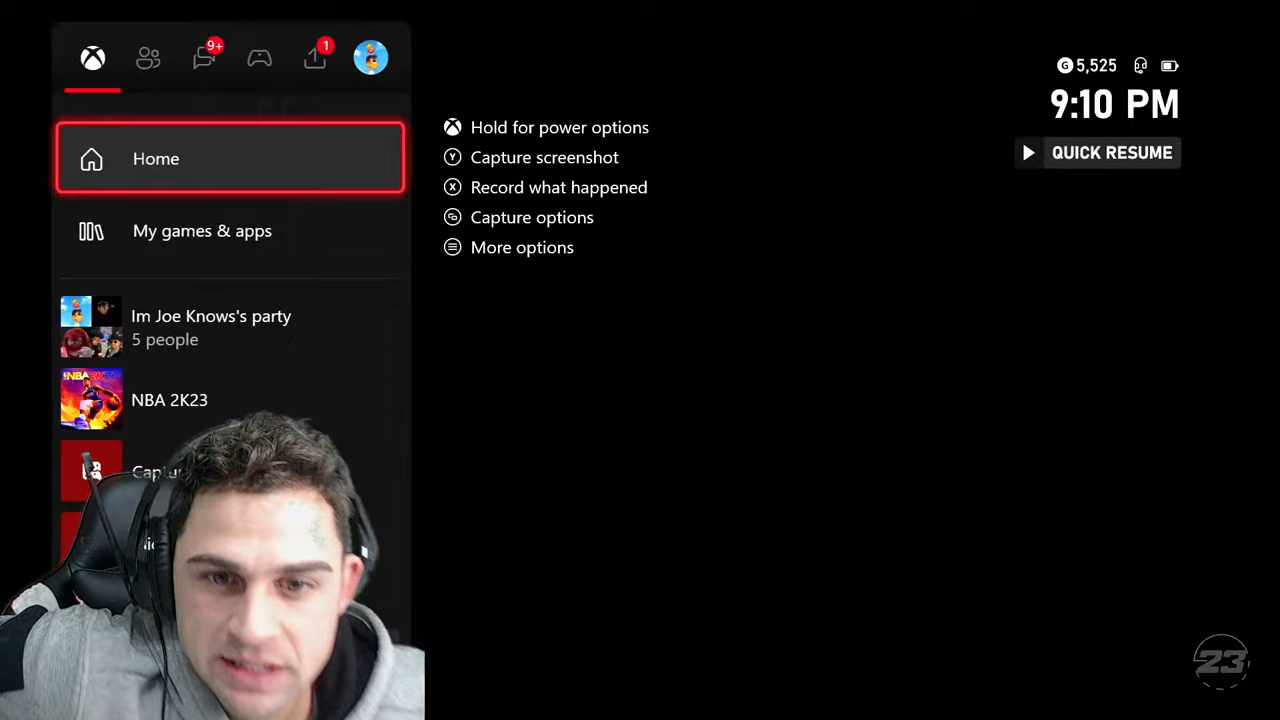 9+
1
Home
My games & apps
Im Joe Knows's party
5 people
NBA 2K23
Hold for power options
Y Capture screenshot
X Record what happened
Capture options
More options
G 5,525
9:10 PM
QUICK RESUME
23